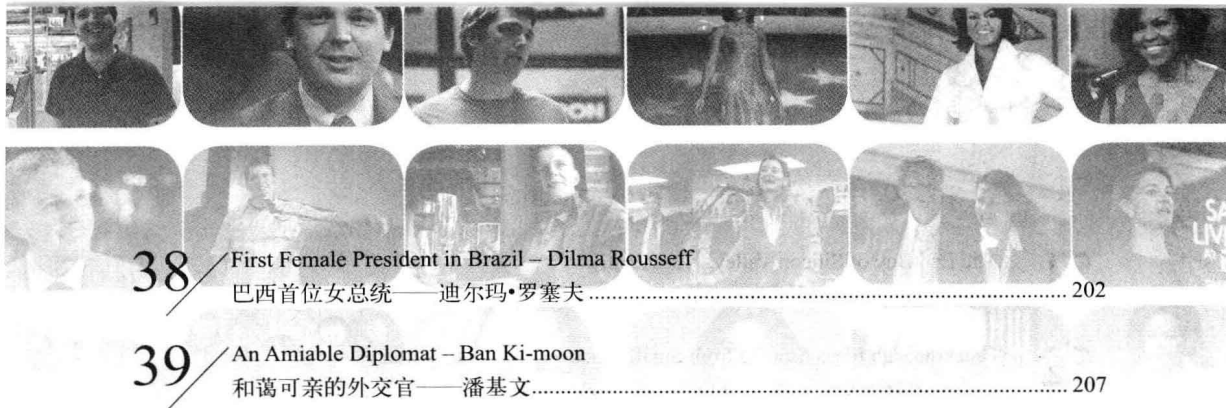 38
First Female President in Brazil – Dilma Rousseff
巴西首位女总统——迪尔玛•罗塞夫 ........................................ 202
39
An Amiable Diplomat – Ban Ki-moon
和蔼可亲的外交官——潘基文 ........................................ 207